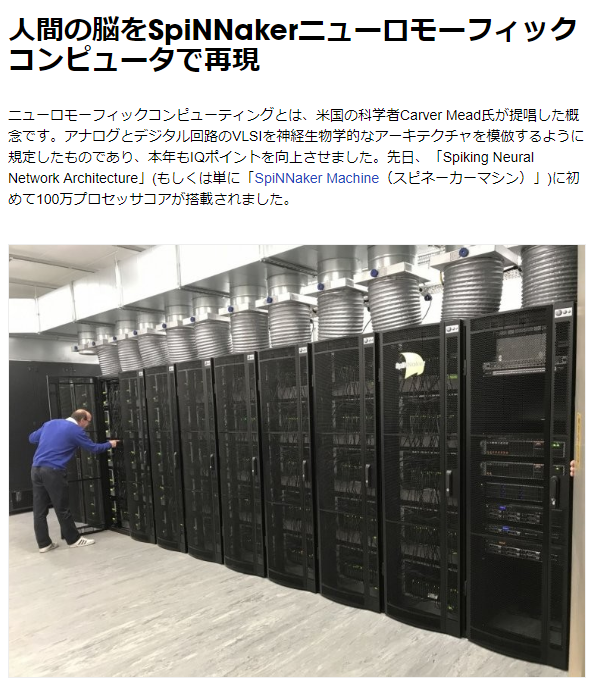 人間の脳をSpiNNakerニューロモーフィック
コンピュータで再現
ニューロモーフィックコンピューティングとは、米国の科学者Carver Mead氏が提唱した概
念です。アナログとデジタル回路のVLSIを神経生物学的なアーキテクチャを模倣するように
規定したものであり、本年もIQポイントを向上させました。先日、「Spiking Neural
Network Architecture」(もしくは単に「SpiNNaker Machine（スピネーカーマシン）」)に初
めて100万プロセッサコアが搭載されました。